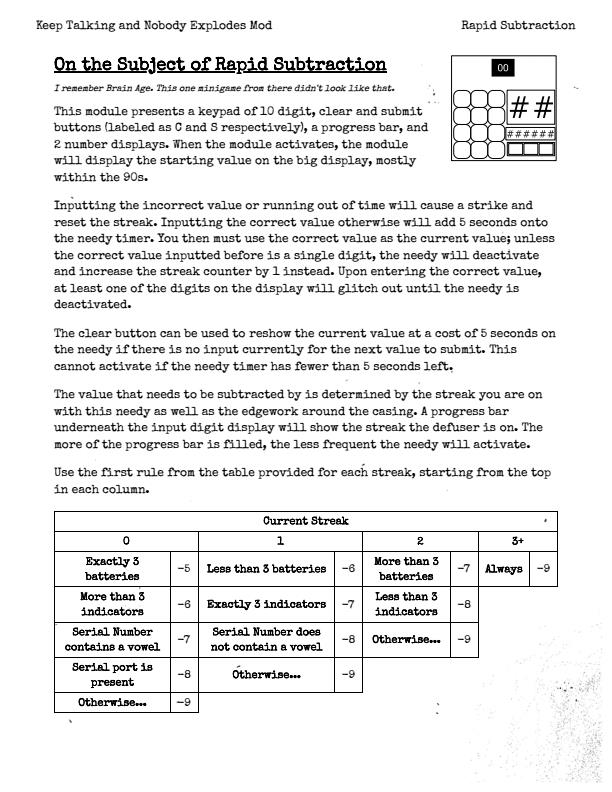 Keep Talking and Nobody Explodes Mod Rapid Subtraction
On the Subject of Rapid Subtraction
I remember Brain Age. This one minigame from there didn't look like that.
00
##
######
This module presents a keypad of 10 digit, clear and submit
buttons (labeled as C and S respectively), a progress bar, and
2 number displays. When the module activates, the module
will display the starting value on the big display, mostly
within the 90s.
Inputting the incorrect value or running out of time will cause a strike and
reset the streak. Inputting the correct value otherwise will add 5 seconds onto
the needy timer. You then must use the correct value as the current value; unless
the correct value inputted before is a single digit, the needy will deactivate
and increase the streak counter by 1 instead. Upon entering the correct value,
at least one of the digits on the display will glitch out until the needy is
deactivated.
The clear button can be used to reshow the current value at a cost of 5 seconds on
the needy if there is no input currently for the next value to submit. This
cannot activate if the needy timer has fewer than 5 seconds left.
The value that needs to be subtracted by is determined by the streak you are on
with this needy as well as the edgework around the casing. A progress bar
underneath the input digit display will show the streak the defuser is on. The
more of the progress bar is filled, the less frequent the needy will activate.
Use the first rule from the table provided for each streak, starting from the top
in each column.
Current Streak
0 1 2 3+
Exactly 3 batteries -5 Less than 3 batteries -6 More than 3 batteries -7 Always -9
More than 3 indicators -6 Exactly 3 indicators -7 Less than 3 indicators -8
Serial Number contains a vowel -7 Serial Number does not contain a vowel -8 Otherwise... -9
Serial port is present -8 Otherwise... -9
Otherwise... -9